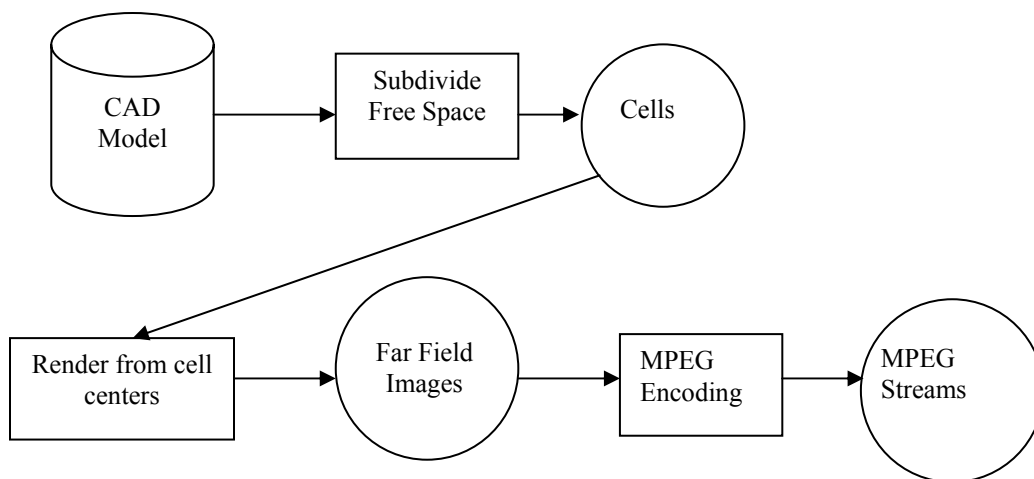 CAD
Model
Subdivide
Free Space
Cells
Render from cell
centers
Far Field
Images
MPEG
Encoding
MPEG
Streams